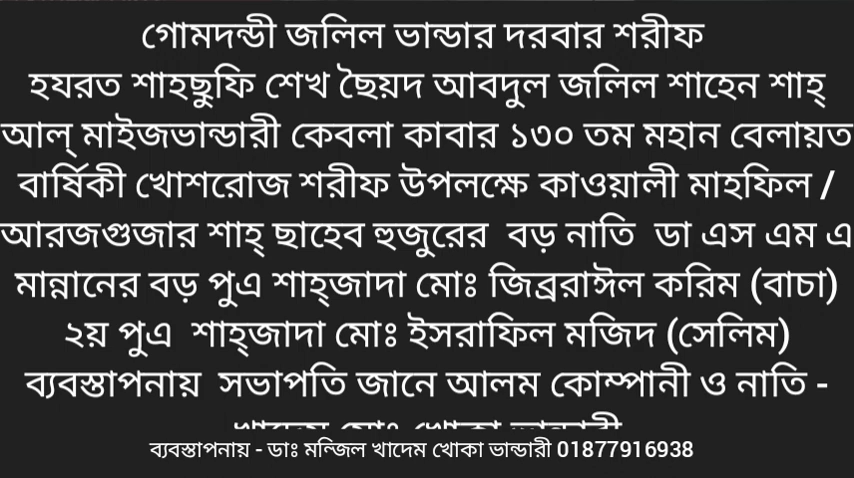 গোমদন্ডী জলিল ভান্ডার দরবার শরীফ
হযরত শাহছুফি শেখ ছৈয়দ আবদুল জলিল শাহেন শাহ্
আল্ মাইজভান্ডারী কেবলা কাবার ১৩০ তম মহান বেলায়ত
বার্ষিকী খোশরোজ শরীফ উপলক্ষে কাওয়ালী মাহফিল /
আরজগুজার শাহ্ ছাহেব হুজুরের বড় নাতি ডা এস এম এ
মান্নানের বড় পুএ শাহ্জাদা মোঃ জিব্ররাঈল করিম (বাচা)
২য় পুএ শাহ্জাদা মোঃ ইসরাফিল মজিদ (সেলিম)
ব্যবস্তাপনায় সভাপতি জানে আলম কোম্পানী ও নাতি -
খাদেম মোঃ খোকা ভান্ডারী
ব্যবস্তাপনায় - ডাঃ মন্জিল খাদেম খোকা ভান্ডারী 01877916938